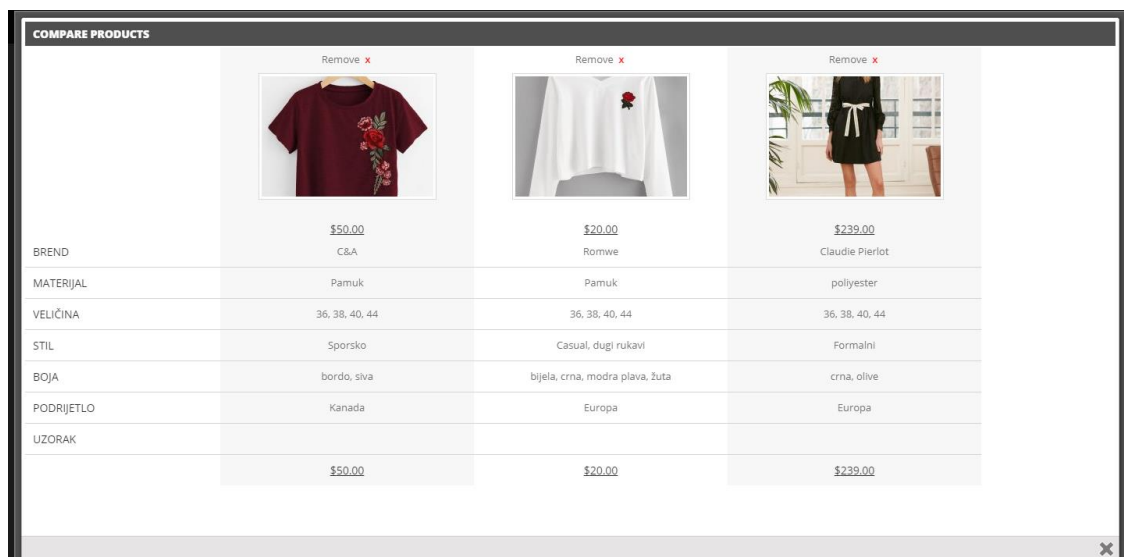 COMPARE PRODUCTS
Remove x Remove x Remove x
$50.00 $20.00 $239.00
BREND C&A Romwe Claudie Pierlot
MATERIJAL Pamuk Pamuk poliyester
VELIČINA 36, 38, 40, 44 36, 38, 40, 44 36, 38, 40, 44
STIL Sporsko Casual, dugi rukavi Formalni
BOJA bordo, siva bijela, crna, modra plava, žuta crna, olive
PODRIJETLO Kanada Europa Europa
UZORAK
$50.00 $20.00 $239.00